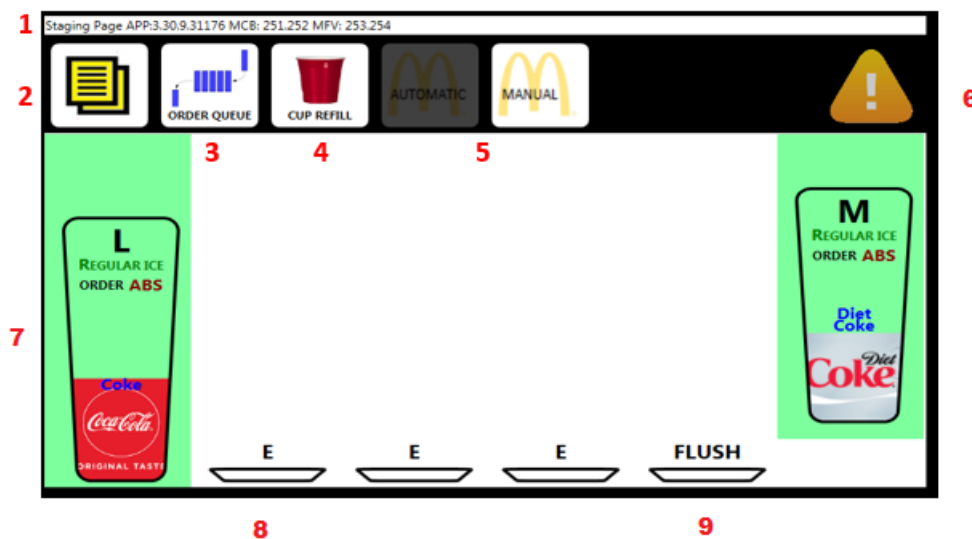 1
Staging Page APP:3.30.9.31176 MCB: 251.252 MFV: 253.254
2
ORDER QUEUE
CUP REFILL
AUTOMATIC
MANUAL
6
3
4
5
7
L
REGULAR ICE
ORDER ABS
Coke
Coca-Cola
ORIGINAL TASTE
M
REGULAR ICE
ORDER ABS
Diet
Coke
Diet
Coke
E
E
E
FLUSH
8
9